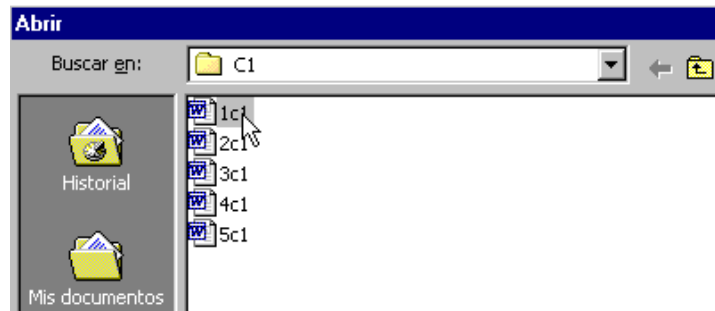 Abrir
Buscar en:
C1
1c1
2c1
3c1
4c1
5c1
Historial
Mis documentos